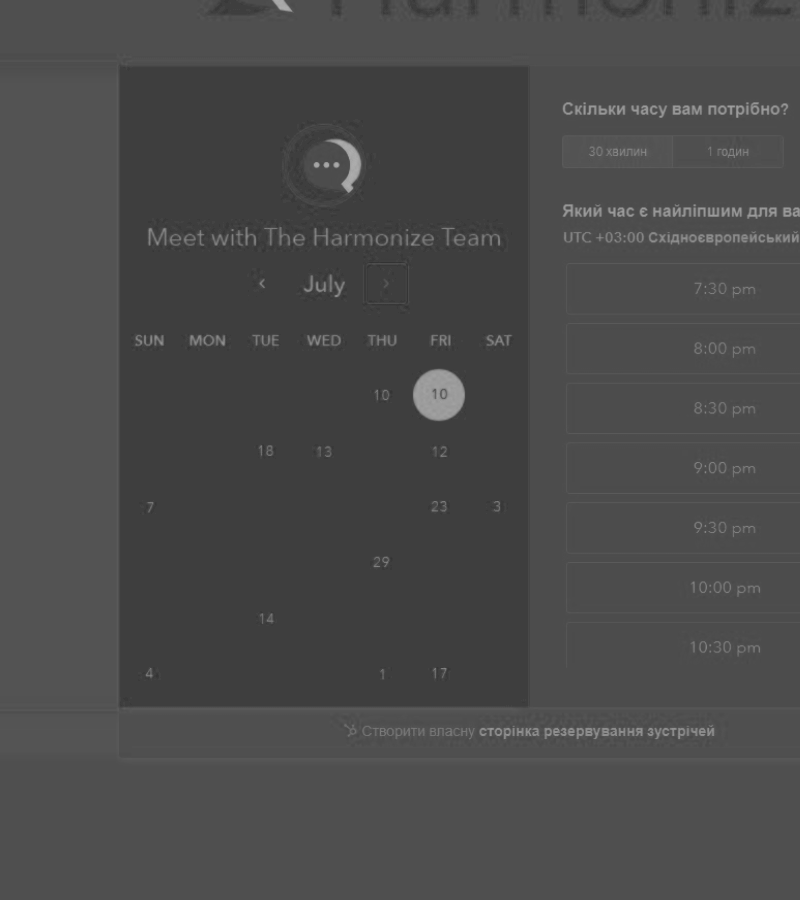 Harmoniz
Meet with The Harmonize Team
July
SUN MON TUE WED THU FRI SAT
10 10
18 13 12
7 23 3
29
14
4 1 17
Скільки часу вам потрібно?
30 хвилин 1 годин
Який час є найліпшим для ва
UTC +03:00 Східноєвропейський
7:30 pm
8:00 pm
8:30 pm
9:00 pm
9:30 pm
10:00 pm
10:30 pm
Створити власну сторінка резервування зустрічей